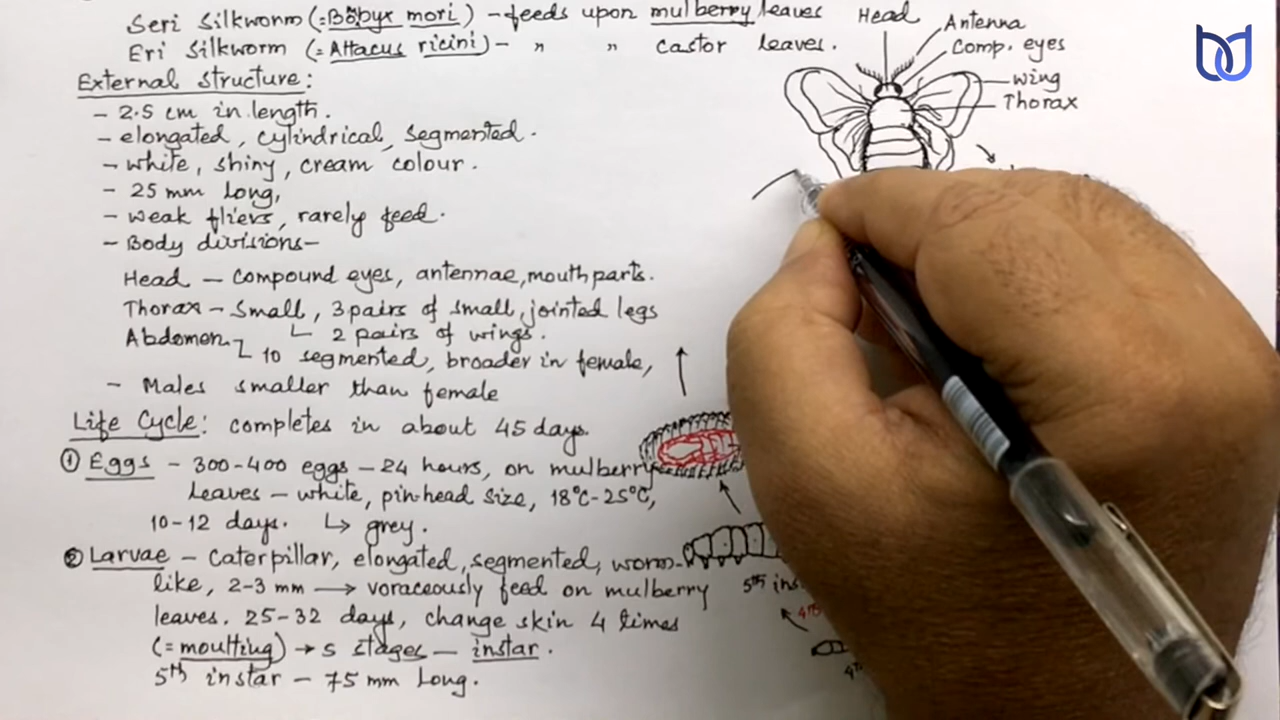 Seri Silkworm (=Bobyx mori) - feeds upon mulberry leaves
Eri Silkworm (=Attacus ricini) - " " castor leaves.
External structure:
- 2.5 cm in length.
- elongated, cylindrical, segmented.
- white, shiny, cream colour.
- 25 mm long,
- weak fliers, rarely feed.
- Body divisions-
Head - compound eyes, antennae, mouth parts.
Thorax - small, 3 pairs of small, jointed legs
↳ 2 pairs of wings.
Abdomen
↳ 10 segmented, broader in female,
- Males smaller than female
Life Cycle: completes in about 45 days.
① Eggs - 300-400 eggs - 24 hours, on mulberry
leaves - white, pin-head size, 18°C-25°C,
10-12 days. ↳ grey.
② Larvae - caterpillar, elongated, segmented, worm-
like, 2-3 mm → voraceously feed on mulberry
leaves. 25-32 days, change skin 4 times
(=moulting) → 5 stages - instar.
5th instar - 75 mm long.
Head
Antenna
Comp. eyes
wing
Thorax
5th ins
4th
4th